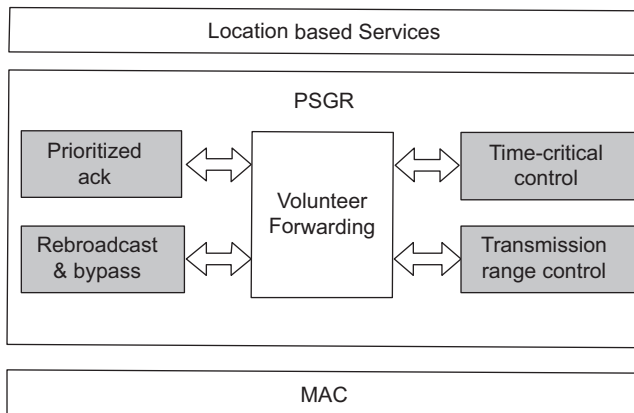 Location based Services
PSGR
Prioritized
ack
Volunteer
Forwarding
Time-critical
control
Rebroadcast
& bypass
Transmission
range control
MAC